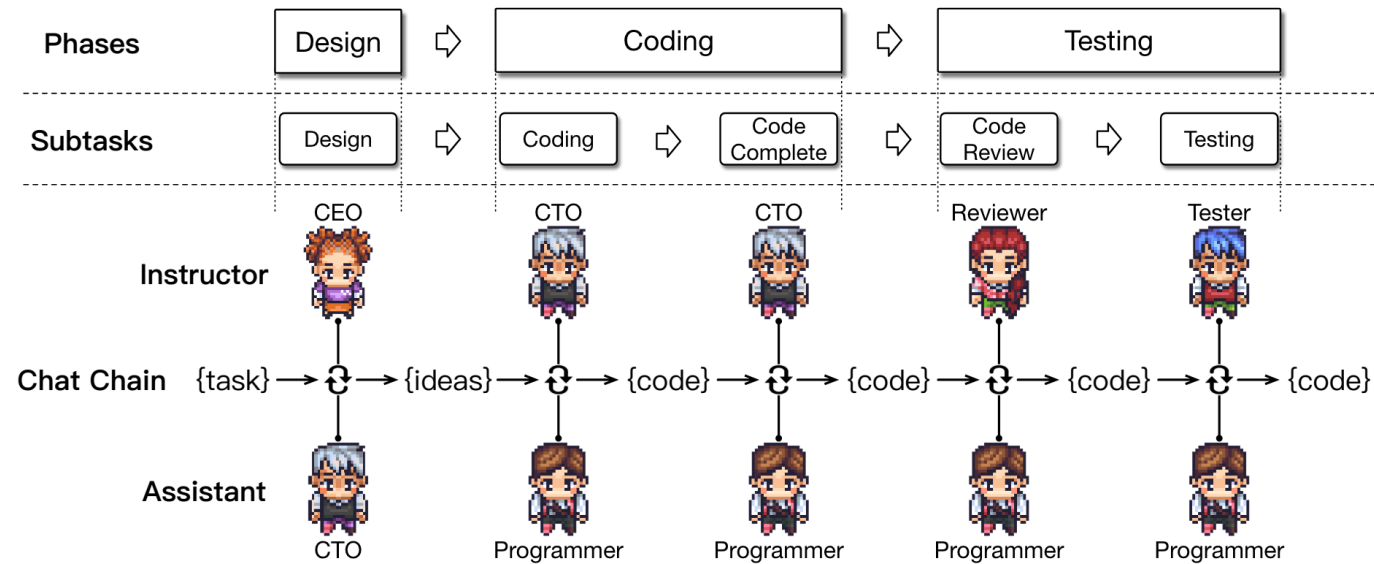 Phases
Design
Coding
Testing
Subtasks
Design
Coding
Code
Complete
Code
Review
Testing
CEO
CTO
CTO
Reviewer
Tester
Instructor
Chat Chain
{task}
{ideas}
{code}
{code}
{code}
{code}
Assistant
CTO
Programmer
Programmer
Programmer
Programmer